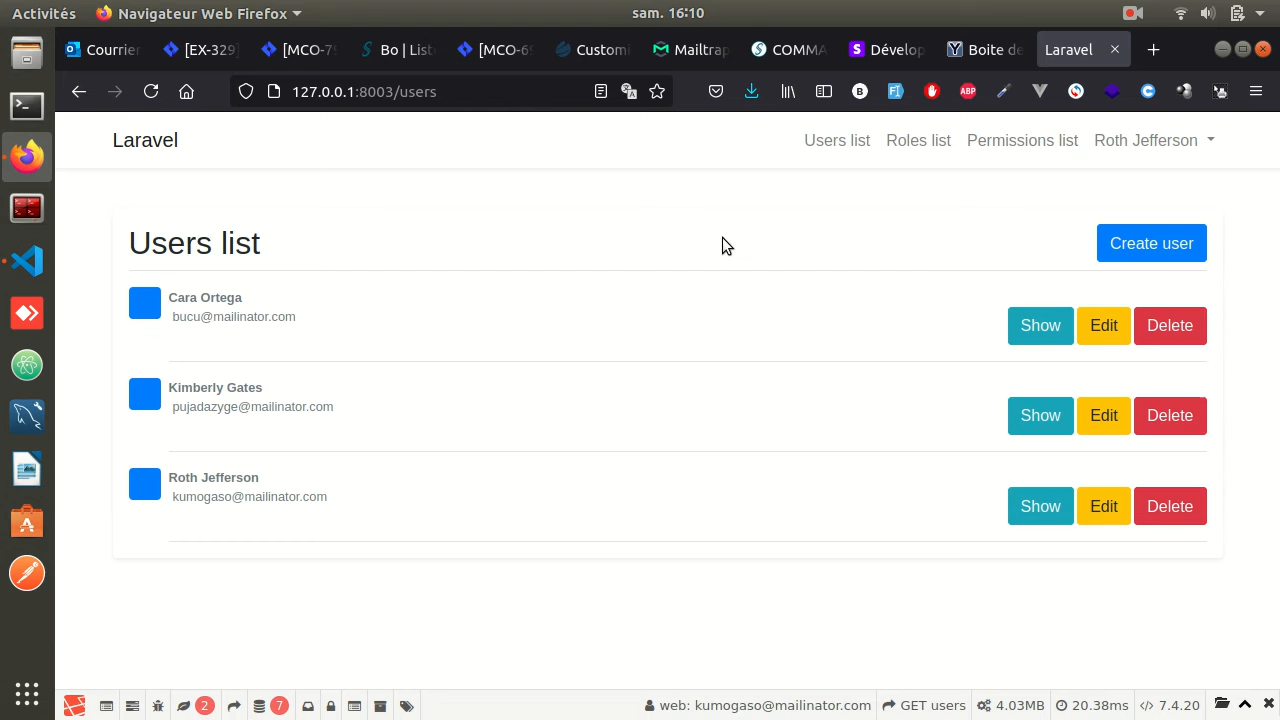 Activités Navigateur Web Firefox sam. 16:10
Courrier [EX-329 [MCO-79 Bo | List [MCO-69 Customi Mailtrap COMMA Dévelop Boite de Laravel
127.0.0.1:8003/users
Laravel Users list Roles list Permissions list Roth Jefferson
Users list Create user
Cara Ortega
bucu@mailinator.com
Show Edit Delete
Kimberly Gates
pujadazyge@mailinator.com
Show Edit Delete
Roth Jefferson
kumogaso@mailinator.com
Show Edit Delete
2 7 web: kumogaso@mailinator.com GET users 4.03MB 20.38ms 7.4.20